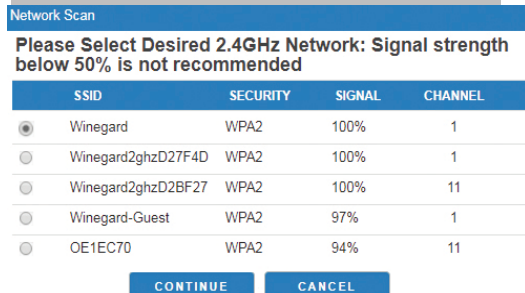 Network Scan
Please Select Desired 2.4GHz Network: Signal strength
below 50% is not recommended
SSID SECURITY SIGNAL CHANNEL
Winegard WPA2 100% 1
Winegard2ghzD27F4D WPA2 100% 1
Winegard2ghzD2BF27 WPA2 100% 11
Winegard-Guest WPA2 97% 1
OE1EC70 WPA2 94% 11
CONTINUE CANCEL